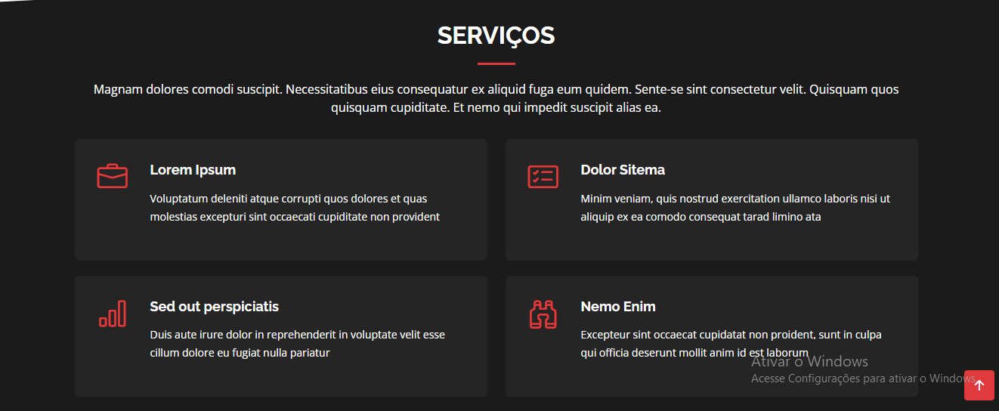 SERVIÇOS
Magnam dolores comodi suscipit. Necessitatibus eius consequatur ex aliquid fuga eum quidem. Sente-se sint consectetur velit. Quisquam quos
quisquam cupiditate. Et nemo qui impedit suscipit alias ea.
Lorem Ipsum
Voluptatum deleniti atque corrupti quos dolores et quas
molestias excepturi sint occaecati cupiditate non provident
Dolor Sitema
Minim veniam, quis nostrud exercitation ullamco laboris nisi ut
aliquip ex ea comodo consequat tarad limino ata
Sed out perspiciatis
Duis aute irure dolor in reprehenderit in voluptate velit esse
cillum dolore eu fugiat nulla pariatur
Nemo Enim
Excepteur sint occaecat cupidatat non proident, sunt in culpa
qui officia deserunt mollit anim id est laborum
Ativar o Windows
Acesse Configurações para ativar o Windows.